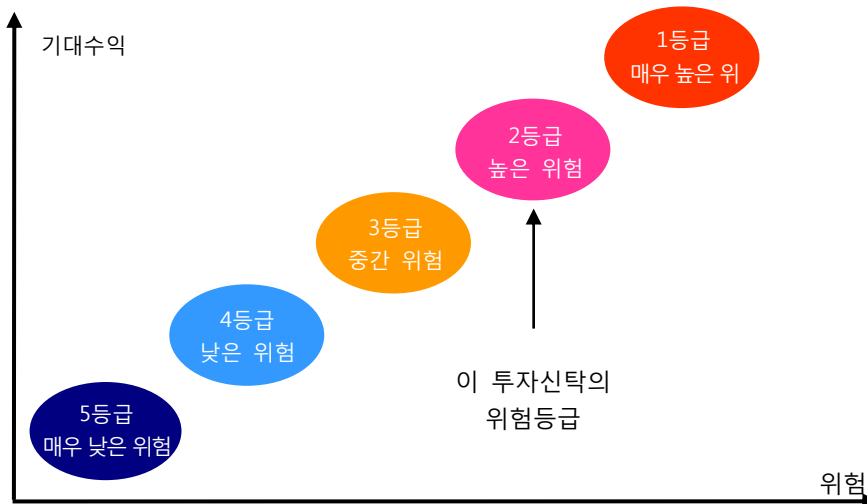 기대수익
1등급
매우 높은 위
2등급
높은 위험
3등급
중간 위험
4등급
낮은 위험
이 투자신탁의
위험등급
5등급
매우 낮은 위험
위험